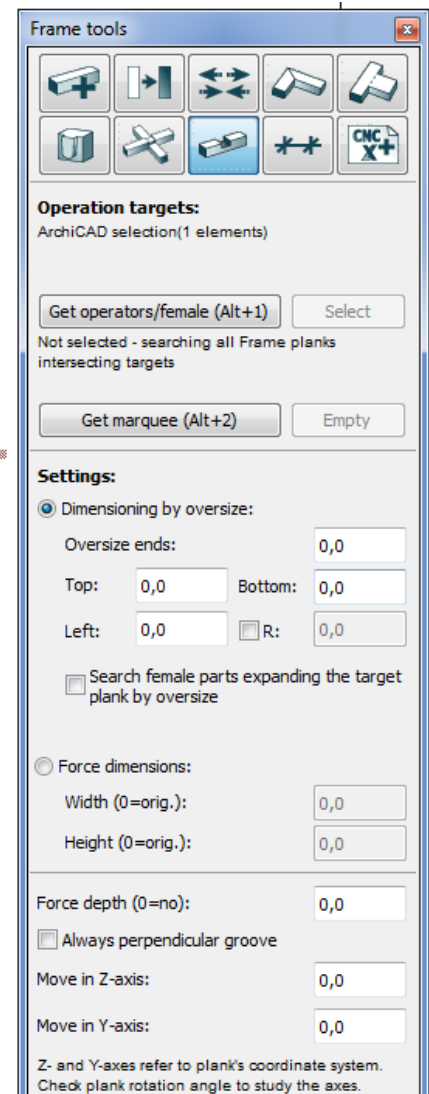 Frame tools
CNC
X+
Operation targets:
ArchiCAD selection(1 elements)
Get operators/female (Alt+1) Select
Not selected - searching all Frame planks
intersecting targets
Get marquee (Alt+2) Empty
Settings:
Dimensioning by oversize:
Oversize ends: 0,0
Top: 0,0 Bottom: 0,0
Left: 0,0 R: 0,0
Search female parts expanding the target
plank by oversize
Force dimensions:
Width (0=orig.): 0,0
Height (0=orig.): 0,0
Force depth (0=no): 0,0
Always perpendicular groove
Move in Z-axis: 0,0
Move in Y-axis: 0,0
Z- and Y-axes refer to plank's coordinate system.
Check plank rotation angle to study the axes.